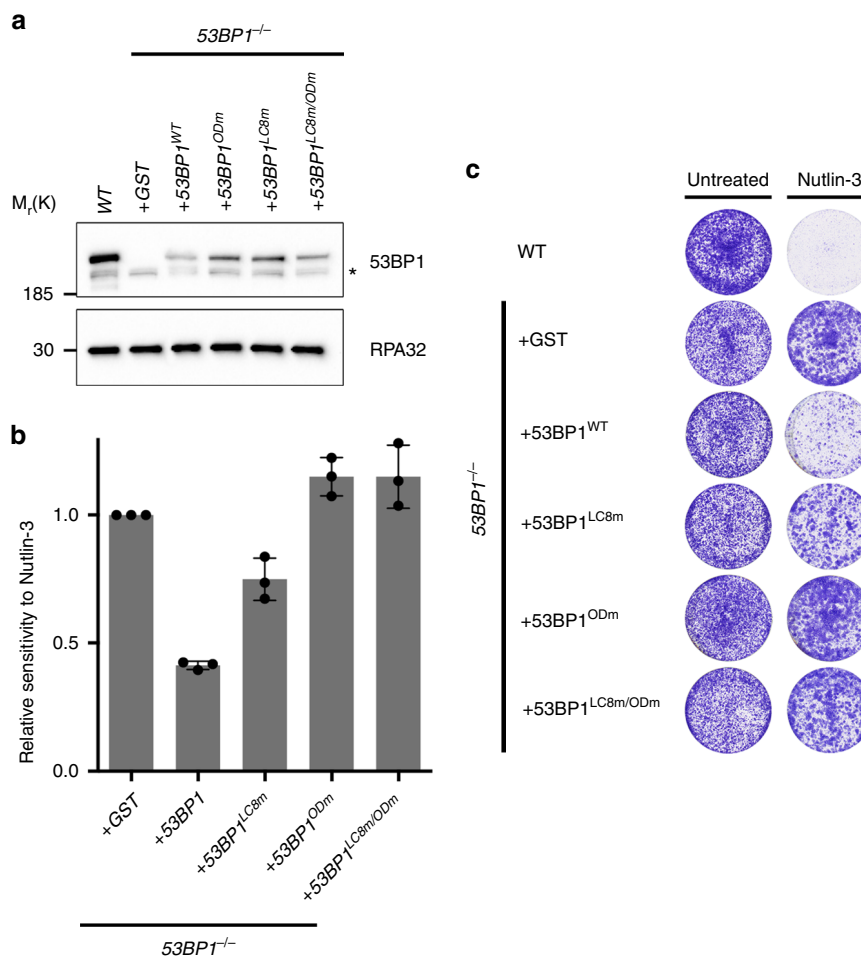 a
53BP1–/–
WT
+GST
+53BP1WT
+53BP1ODm
+53BP1LC8m
+53BP1LC8m/ODm
Mr(K)
53BP1
*
185
30
RPA32
b
Relative sensitivity to Nutlin-3
1.0
0.5
0.0
+GST
+53BP1
+53BP1LC8m
+53BP1ODm
+53BP1LC8m/ODm
53BP1–/–
c
Untreated Nutlin-3
WT
+GST
+53BP1WT
+53BP1LC8m
+53BP1ODm
+53BP1LC8m/ODm
53BP1–/–